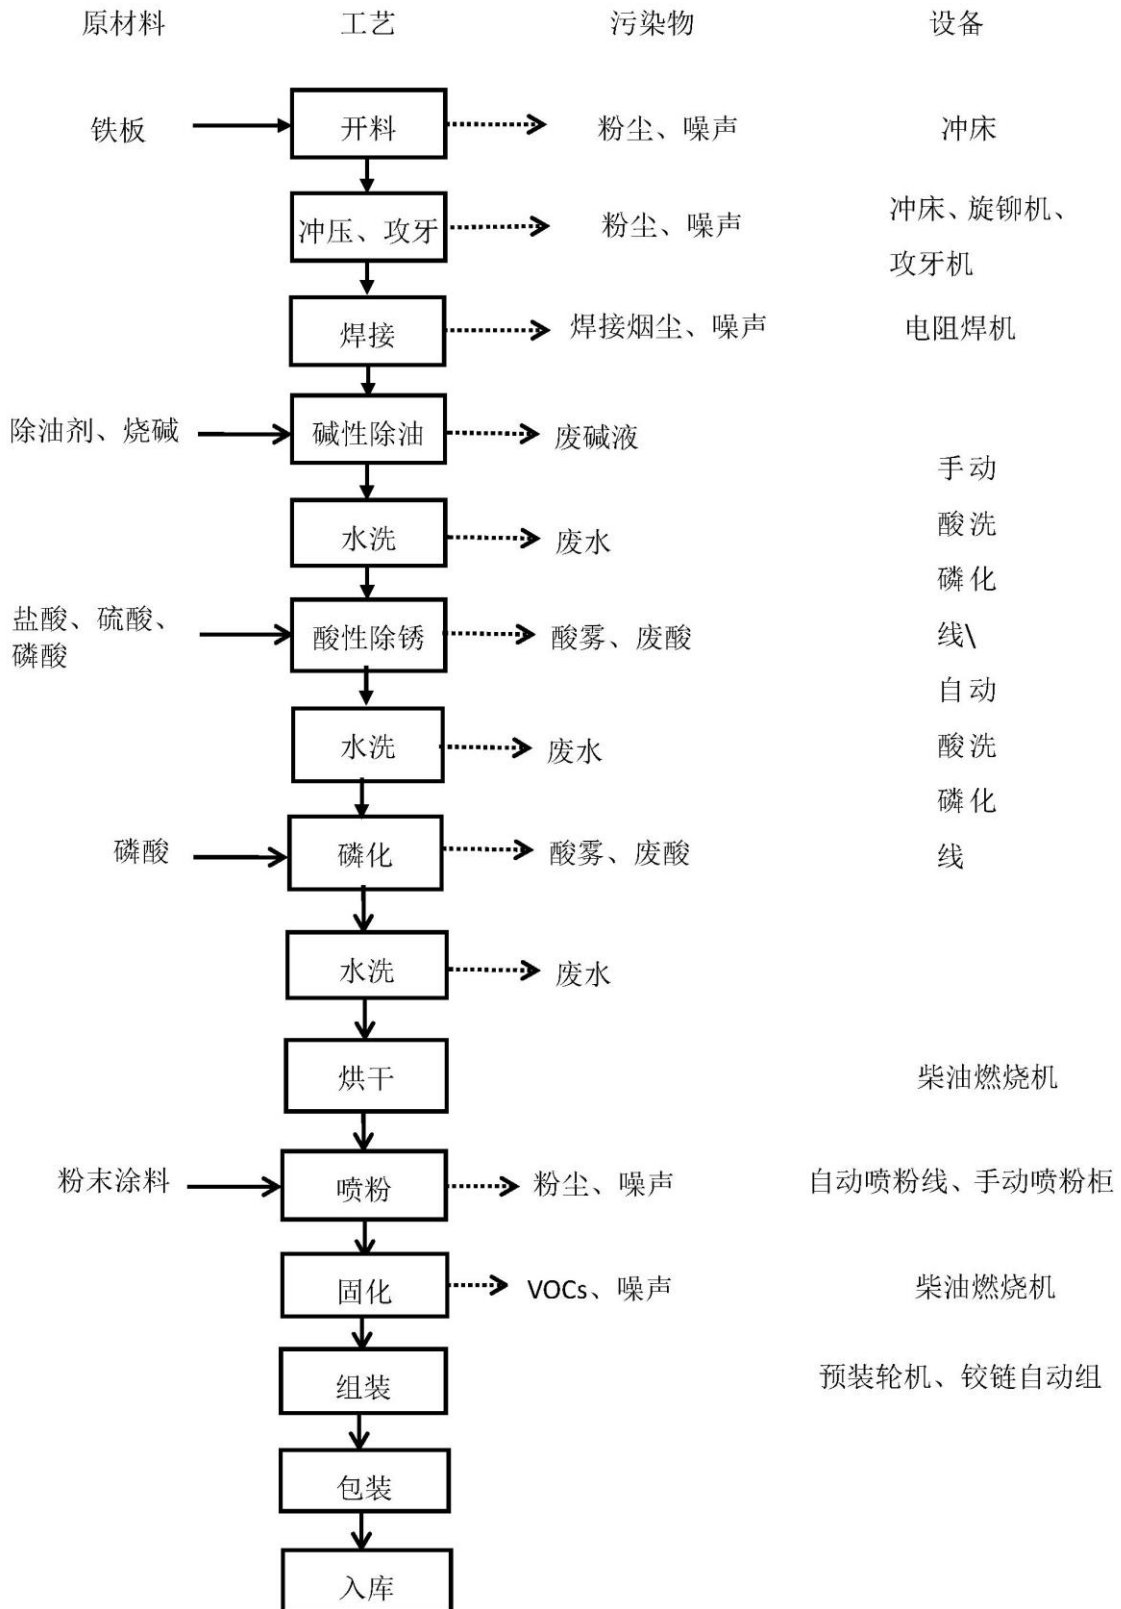 原材料 工艺 污染物 设备
铁板 开料 粉尘、噪声 冲床
冲压、攻牙 粉尘、噪声 冲床、旋铆机、
攻牙机
焊接 焊接烟尘、噪声 电阻焊机
除油剂、烧碱 碱性除油 废碱液
手动
水洗 废水 酸洗
磷化
盐酸、硫酸、
磷酸 酸性除锈 酸雾、废酸 线\
自动
水洗 废水 酸洗
磷化
磷酸 磷化 酸雾、废酸 线
水洗 废水
烘干 柴油燃烧机
粉末涂料 喷粉 粉尘、噪声 自动喷粉线、手动喷粉柜
固化 VOCs、噪声 柴油燃烧机
组装 预装轮机、铰链自动组
包装
入库